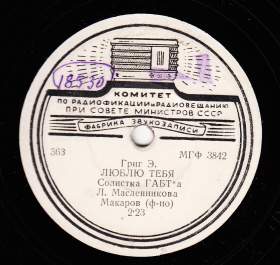 18550
КОМИТЕТ
ПО РАДИОФИКАЦИИ И РАДИОВЕЩАНИЮ
ПРИ СОВЕТЕ МИНИСТРОВ СССР
ФАБРИКА ЗВУКОЗАПИСИ
363 МГФ 3842
Григ Э.
ЛЮБЛЮ ТЕБЯ
Солистка ГАБТ'а
Л. Масленникова
Макаров (ф-но)
2:23